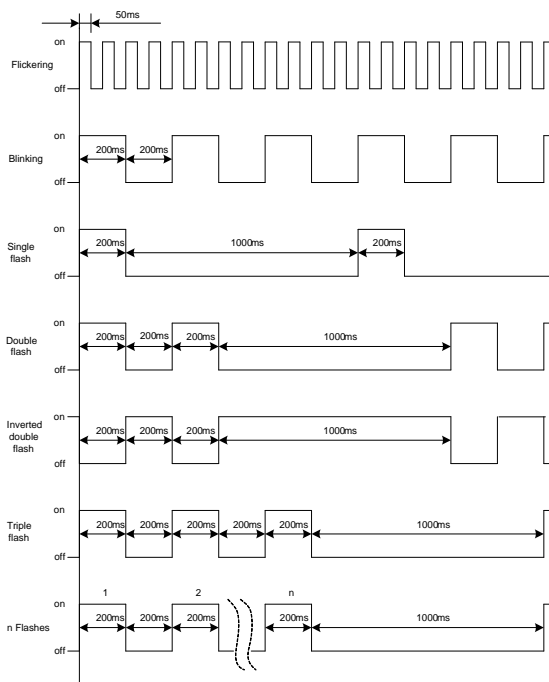 50ms
on
Flickering
off
on
200ms 200ms
Blinking
off
on
Single
flash
200ms 1000ms 200ms
off
on
Double
flash
200ms 200ms 200ms 1000ms
off
on
Inverted
double
flash
200ms 200ms 200ms 1000ms
off
on
Triple
flash
200ms 200ms 200ms 200ms 200ms 1000ms
off
1 2 n
on
n Flashes
200ms 200ms 200ms 200ms 1000ms
off